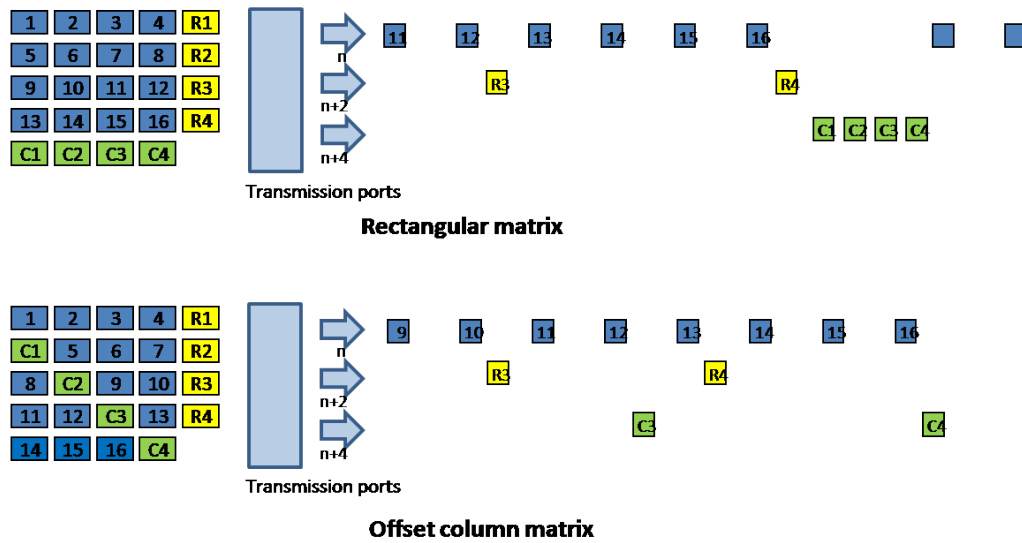 1 2 3 4 R1
5 6 7 8 R2
9 10 11 12 R3
13 14 15 16 R4
C1 C2 C3 C4
n
n+2
n+4
Transmission ports
11 12 13 14 15 16
R3 R4
C1 C2 C3 C4
Rectangular matrix
1 2 3 4 R1
C1 5 6 7 R2
8 C2 9 10 R3
11 12 C3 13 R4
14 15 16 C4
n
n+2
n+4
Transmission ports
9 10 11 12 13 14 15 16
R3 R4
C3 C4
Offset column matrix